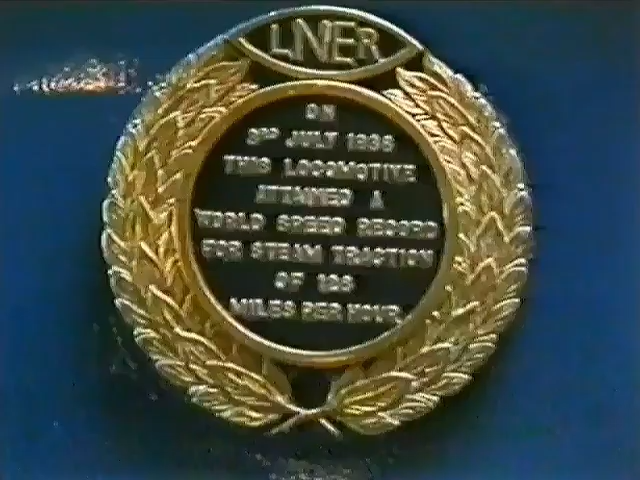 LNER
ON
3RD JULY 1938
THIS LOCOMOTIVE
ATTAINED A
WORLD SPEED RECORD
FOR STEAM TRACTION
OF 126
MILES PER HOUR